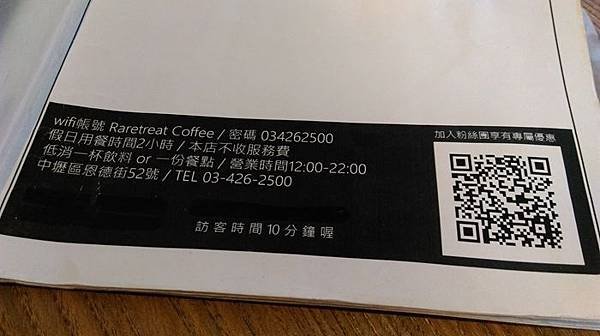 wifi帳號 Raretreat Coffee / 密碼 034262500
假日用餐時間2小時 / 本店不收服務費
低消一杯飲料 or 一份餐點 / 營業時間12:00-22:00
中壢區恩德街52號 / TEL 03-426-2500
訪客時間10分鐘喔
加入粉絲團享有專屬優惠